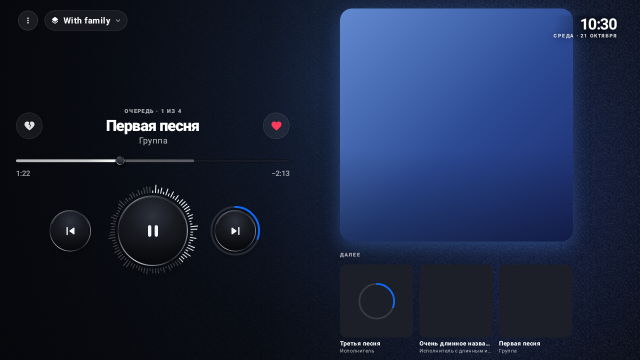 With family
10:30
СРЕДА · 21 ОКТЯБРЯ
ОЧЕРЕДЬ · 1 ИЗ 4
Первая песня
Группа
1:22
−2:13
ДАЛЕЕ
Третья песня
Исполнитель
Очень длинное назва…
Исполнитель с длинным и…
Первая песня
Группа